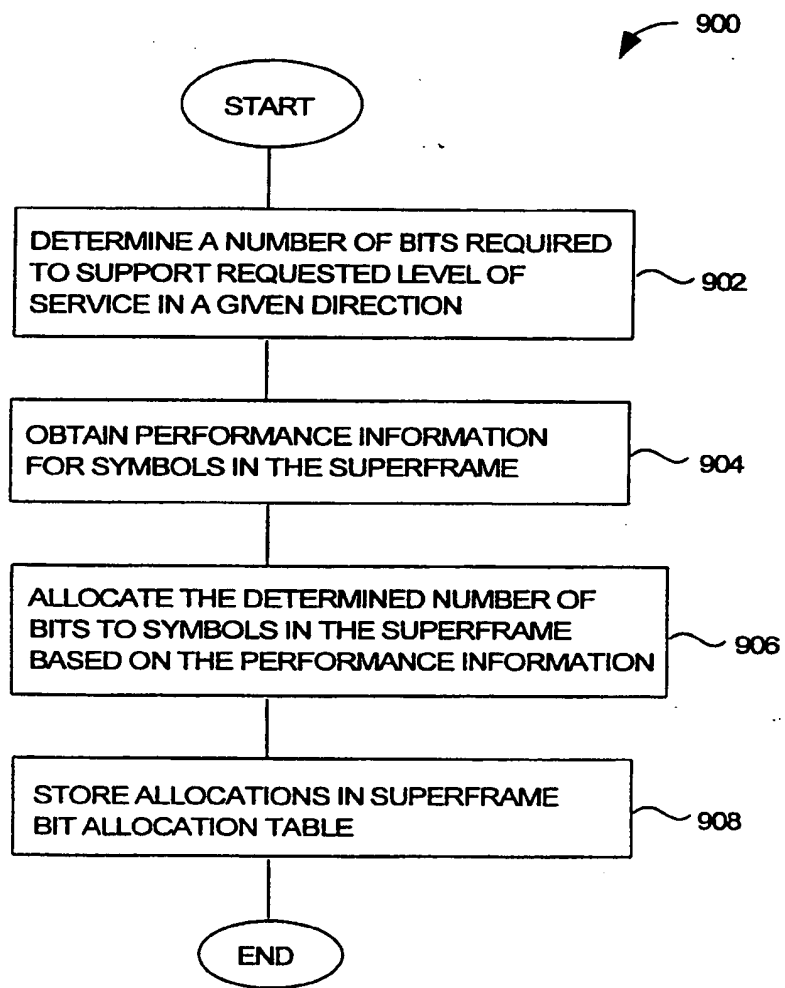 900
START
DETERMINE A NUMBER OF BITS REQUIRED
TO SUPPORT REQUESTED LEVEL OF
SERVICE IN A GIVEN DIRECTION
902
OBTAIN PERFORMANCE INFORMATION
FOR SYMBOLS IN THE SUPERFRAME
904
ALLOCATE THE DETERMINED NUMBER OF
BITS TO SYMBOLS IN THE SUPERFRAME
BASED ON THE PERFORMANCE INFORMATION
906
STORE ALLOCATIONS IN SUPERFRAME
BIT ALLOCATION TABLE
908
END